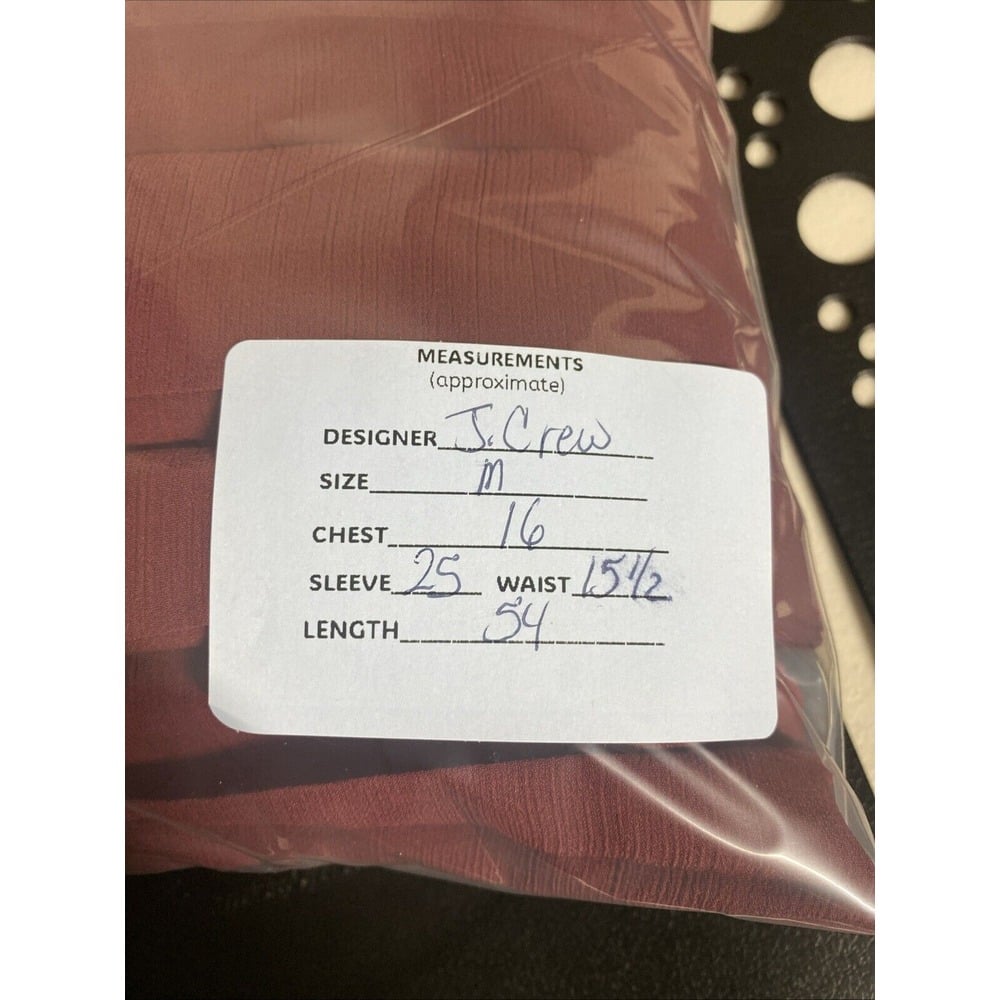 MEASUREMENTS
(approximate)
DESIGNER J. Crew
SIZE M
CHEST 16
SLEEVE 25 WAIST 15 1/2
LENGTH 54